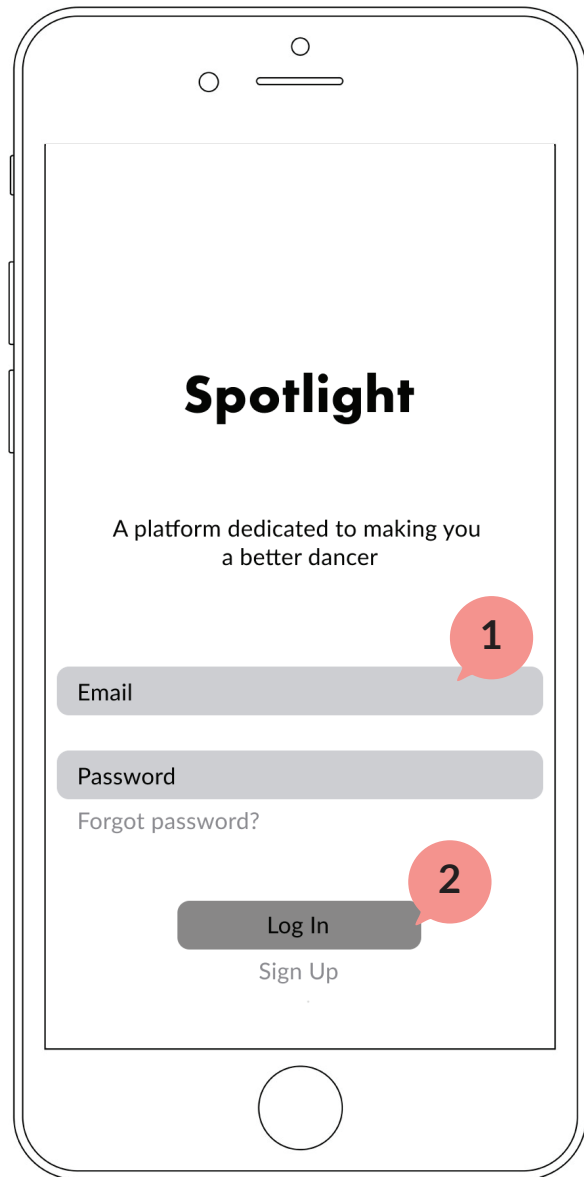 Spotlight
A platform dedicated to making you
a better dancer
1
Email
Password
Forgot password?
2
Log In
Sign Up